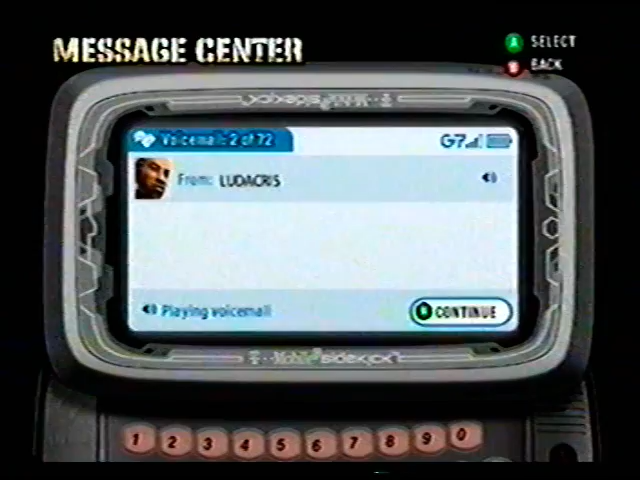 MESSAGE CENTER
A SELECT
B BACK
Voicemail: 2 of 72
G7
From: LUDACRIS
Playing voicemail
A CONTINUE
T··Mobile· sidekick
1 2 3 4 5 6 7 8 9 0